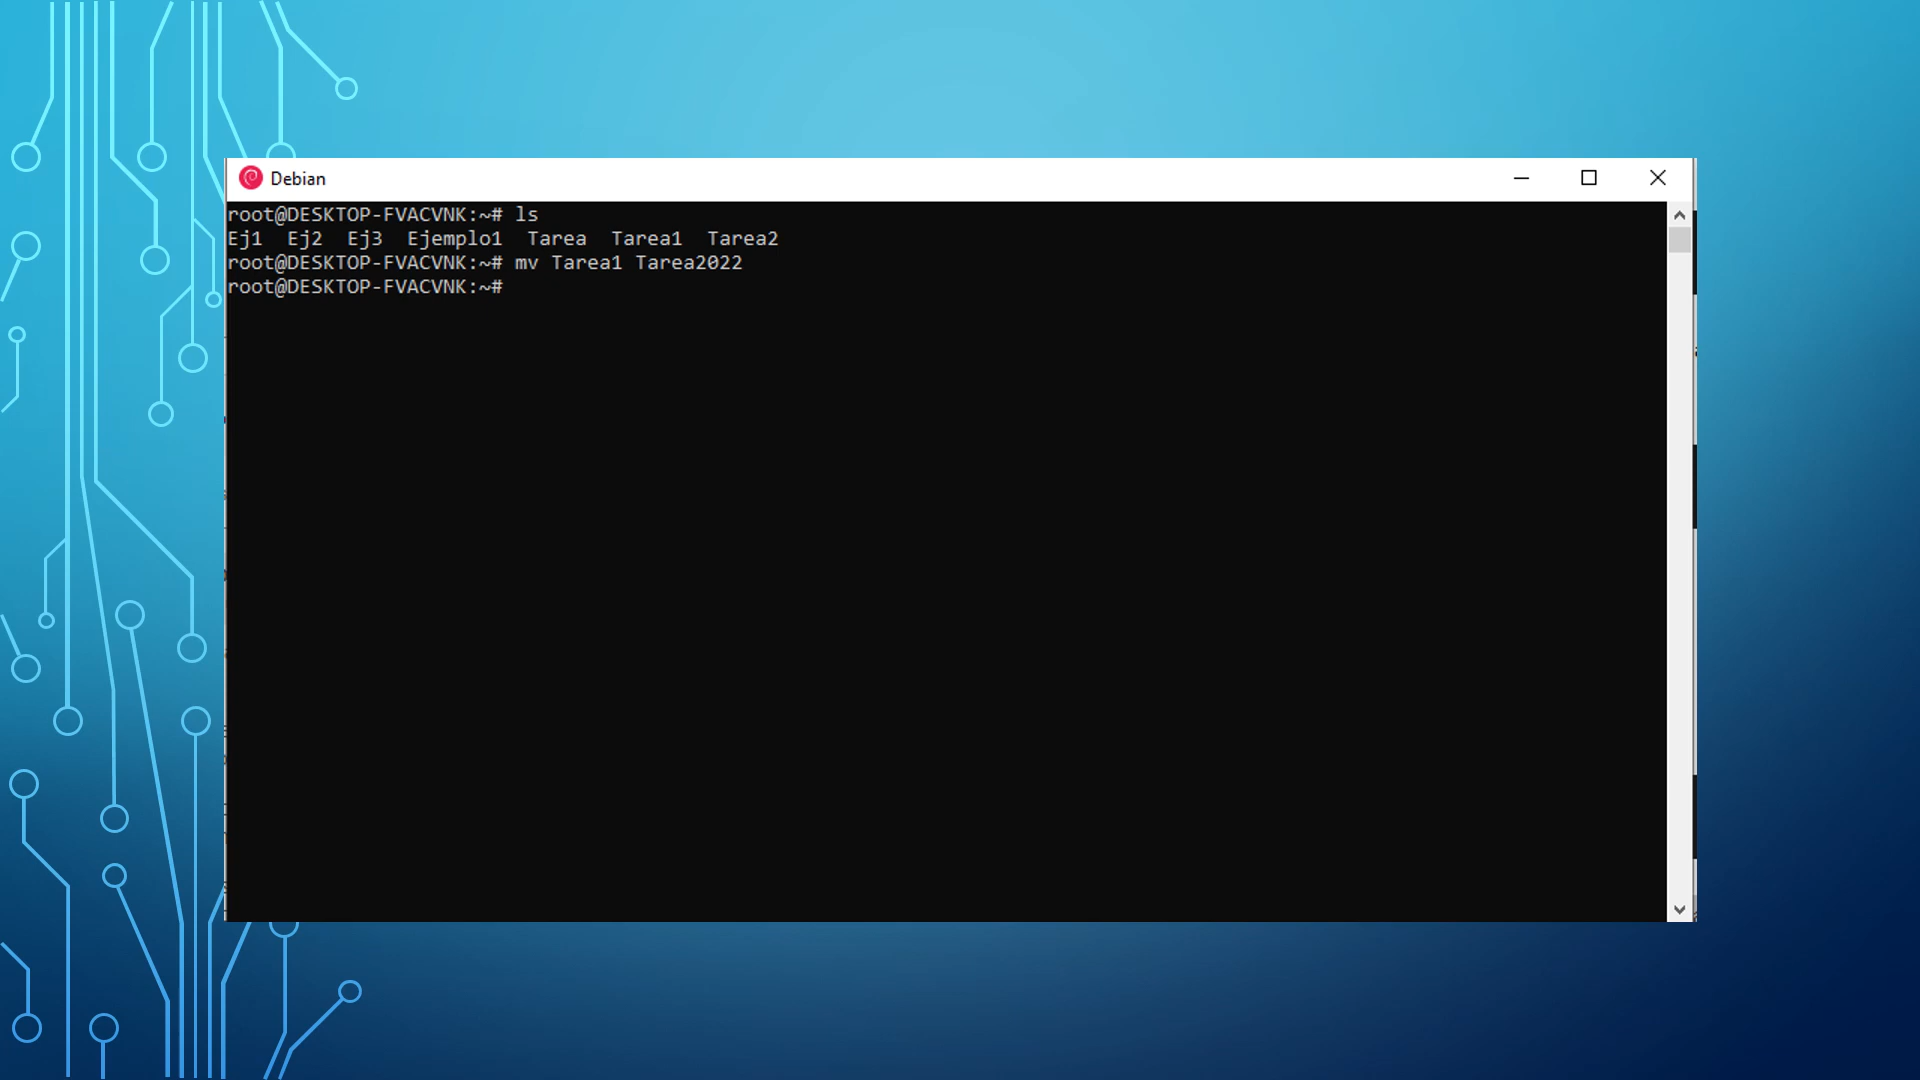 Debian
root@DESKTOP-FVACVNK:~# ls
Ej1  Ej2  Ej3  Ejemplo1  Tarea  Tarea1  Tarea2
root@DESKTOP-FVACVNK:~# mv Tarea1 Tarea2022
root@DESKTOP-FVACVNK:~#